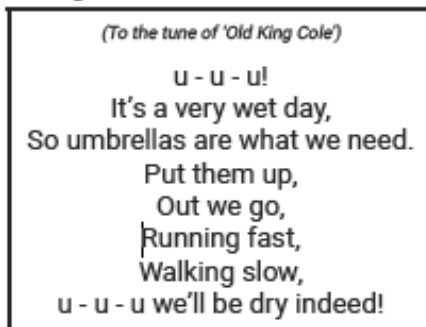 (To the tune of 'Old King Cole')
u - u - u!
It's a very wet day,
So umbrellas are what we need.
Put them up,
Out we go,
Running fast,
Walking slow,
u - u - u we'll be dry indeed!